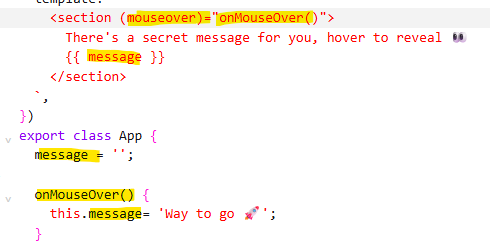 <section (mouseover)="onMouseOver()">
There's a secret message for you, hover to reveal 👀
{{ message }}
</section>
`,
})
export class App {
message = '';
onMouseOver() {
this.message= 'Way to go 🚀';
}